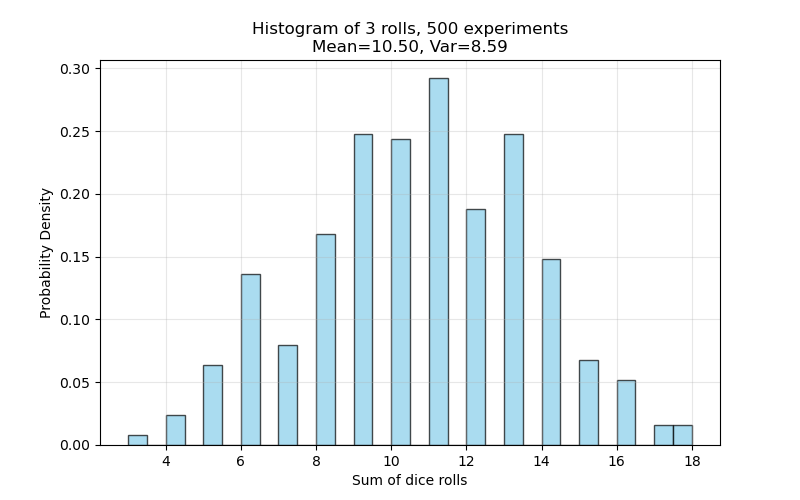 Histogram of 3 rolls, 500 experiments
Mean=10.50, Var=8.59
Probability Density
0.30
0.25
0.20
0.15
0.10
0.05
0.00
4 6 8 10 12 14 16 18
Sum of dice rolls